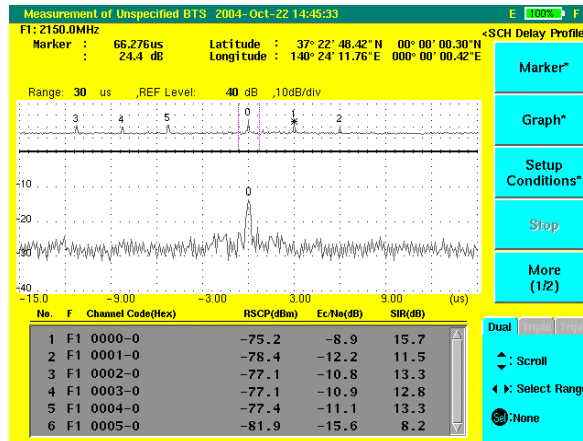 Measurement of Unspecified BTS 2004-Oct-22 14:45:33 E 100% F
F1: 2150.0MHz <SCH Delay Profile
Marker : 66.276us Latitude : 37° 22' 48.42" N 00° 00' 00.30"N
: 24.4 dB Longitude : 140° 24' 11.76"E 000° 00' 00.42"E
Marker*
Range: 30 us ,REF Level: 40 dB ,10dB/div
3 4 5 0 1 2
Graph*
-10
0
Setup
Conditions*
-20
Stop
-30
More
(1/2)
-40
-15.0 -9.00 -3.00 3.00 9.00 (us)
No. F Channel Code(Hex) RSCP(dBm) Ec/No(dB) SIR(dB)
Dual Triple Tripl
1 F1 0000-0 -75.2 -8.9 15.7
2 F1 0001-0 -78.4 -12.2 11.5
: Scroll
3 F1 0002-0 -77.1 -10.8 13.3
4 F1 0003-0 -77.1 -10.9 12.8
: Select Rang
5 F1 0004-0 -77.4 -11.1 13.3
6 F1 0005-0 -81.9 -15.6 8.2
Sel:None